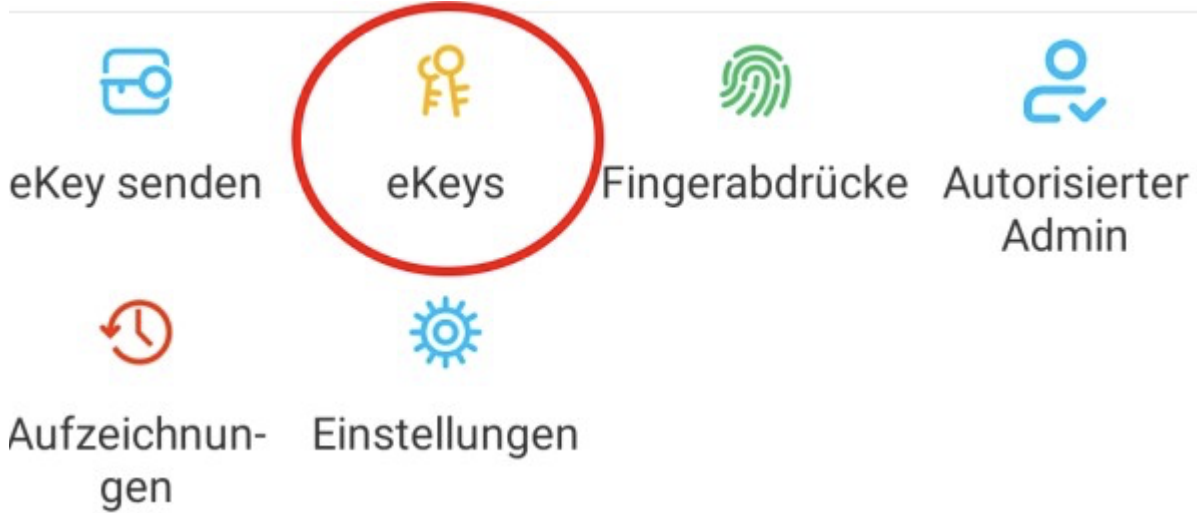 eKey senden
eKeys
Fingerabdrücke
Autorisierter
Admin
Aufzeichnun-
gen
Einstellungen